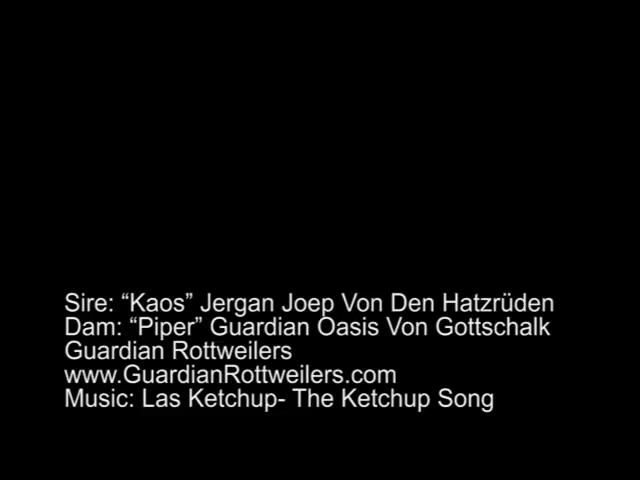 Sire: “Kaos” Jergan Joep Von Den Hatzrüden
Dam: “Piper” Guardian Oasis Von Gottschalk
Guardian Rottweilers
www.GuardianRottweilers.com
Music: Las Ketchup- The Ketchup Song